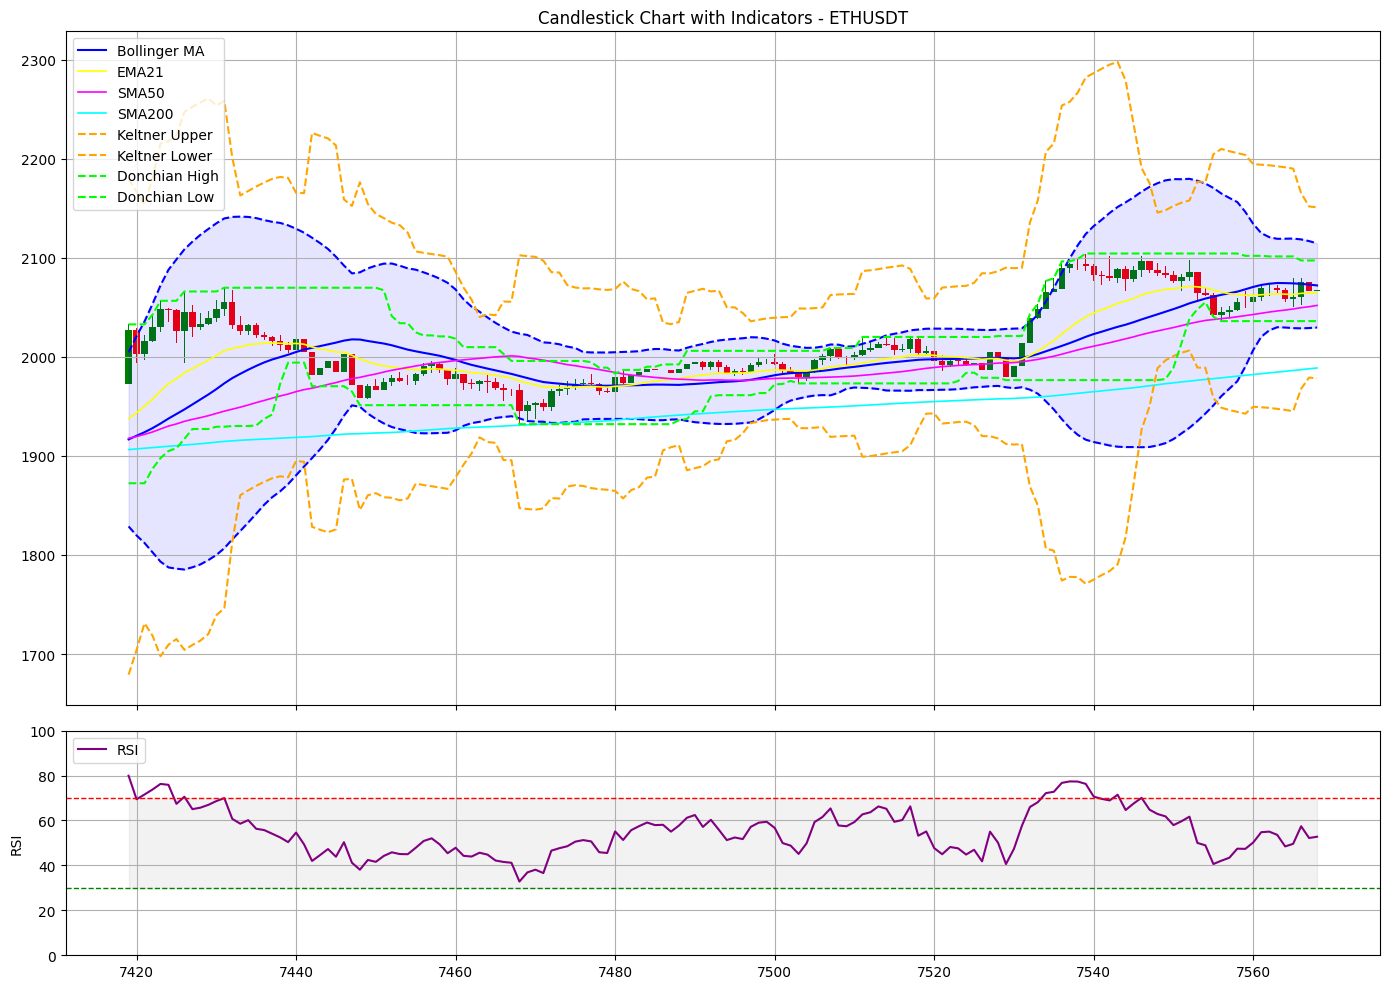 Candlestick Chart with Indicators - ETHUSDT
Bollinger MA
EMA21
SMA50
SMA200
Keltner Upper
Keltner Lower
Donchian High
Donchian Low
2300
2200
2100
2000
1900
1800
1700
RSI
100
80
60
40
20
0
RSI
7420 7440 7460 7480 7500 7520 7540 7560